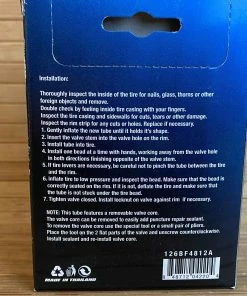 Installation:
Thoroughly inspect the inside of the tire for nails, glass, thorns or other
foreign objects and remove.
Double check by feeling inside tire casing with your fingers.
Inspect the tire casing and sidewalls for cuts, tears or other damage.
Inspect the rim strip for any cuts or holes. Replace if necessary.
1. Gently inflate the new tube until it holds it's shape.
2. Insert the valve stem into the valve hole on the rim.
3. Install tube into tire.
4. Install one bead at a time with hands, working away from the valve hole
in both directions finishing opposite of the valve stem.
5. If tire levers are necessary, be careful not to pinch the tube between the tire
and the rim.
6. Inflate tire to low pressure and inspect the bead. Make sure the bead is
correctly seated on the rim. If it is not, deflate the tire and make sure that
the tube is not stuck under the tire bead.
7. Tighten valve closed. Install locknut on valve against rim if necessary.
NOTE: This tube features a removable valve core.
The valve core can be removed to easily add puncture repair sealant.
To remove the valve core use the special tool or a small pair of pliers.
Place the tool on the 2 flat parts of the valve and unscrew counterclockwise.
Install sealant and re-install valve core.
126BF4812A
MADE IN THAILAND